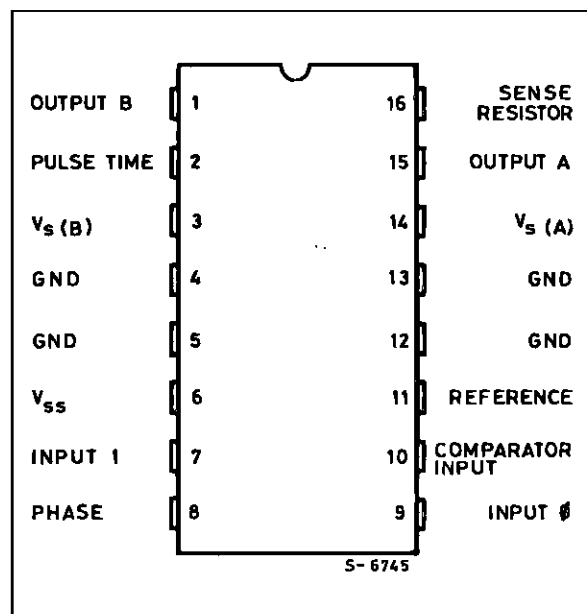 OUTPUT B 1 16 SENSE
RESISTOR
PULSE TIME 2 15 OUTPUT A
Vs (B) 3 14 Vs (A)
GND 4 13 GND
GND 5 12 GND
Vss 6 11 REFERENCE
INPUT 1 7 10 COMPARATOR
INPUT
PHASE 8 9 INPUT 0
S-6745